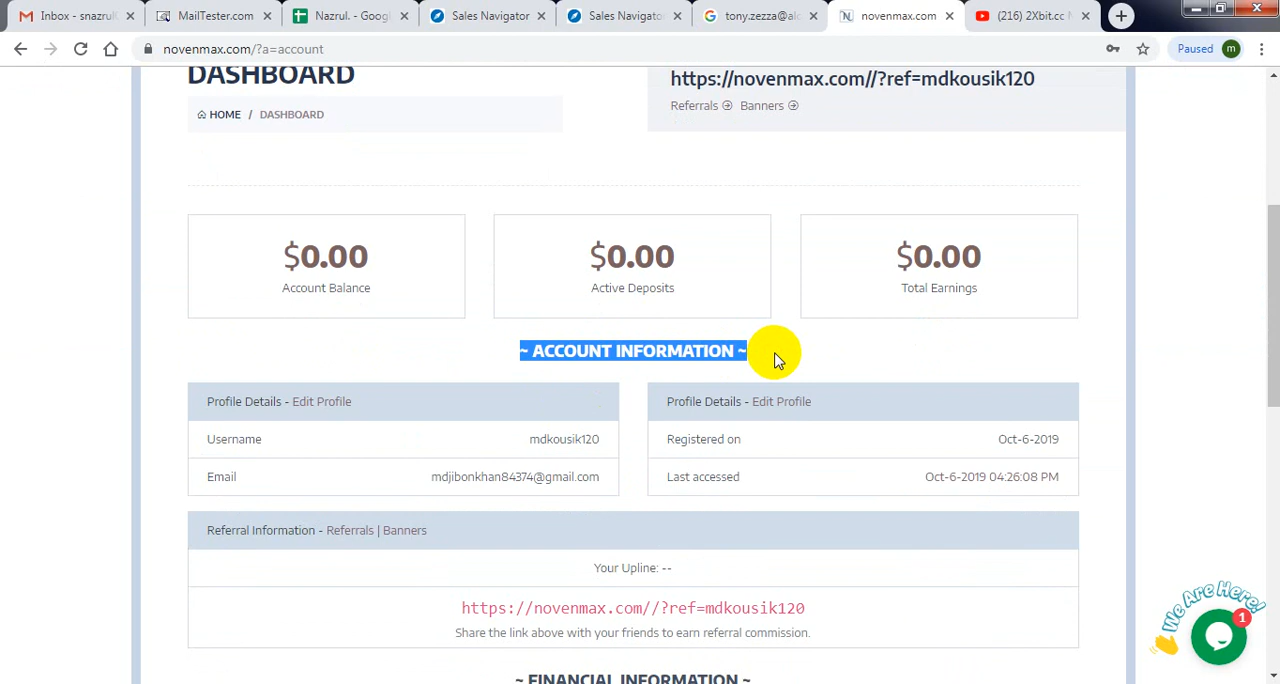 Inbox - snazruk
MailTester.com
Nazrul. - Googl
Sales Navigator
Sales Navigato
tony.zezza@alo
novenmax.com
(216) 2Xbit.cc N
novenmax.com/?a=account
Paused
m
DASHBOARD
HOME / DASHBOARD
https://novenmax.com//?ref=mdkousik120
Referrals
Banners
$0.00
Account Balance
$0.00
Active Deposits
$0.00
Total Earnings
~ ACCOUNT INFORMATION ~
Profile Details - Edit Profile
Username mdkousik120
Email mdjibonkhan84374@gmail.com
Profile Details - Edit Profile
Registered on Oct-6-2019
Last accessed Oct-6-2019 04:26:08 PM
Referral Information - Referrals | Banners
Your Upline: --
https://novenmax.com//?ref=mdkousik120
Share the link above with your friends to earn referral commission.
~ FINANCIAL INFORMATION ~
We Are Here!
1